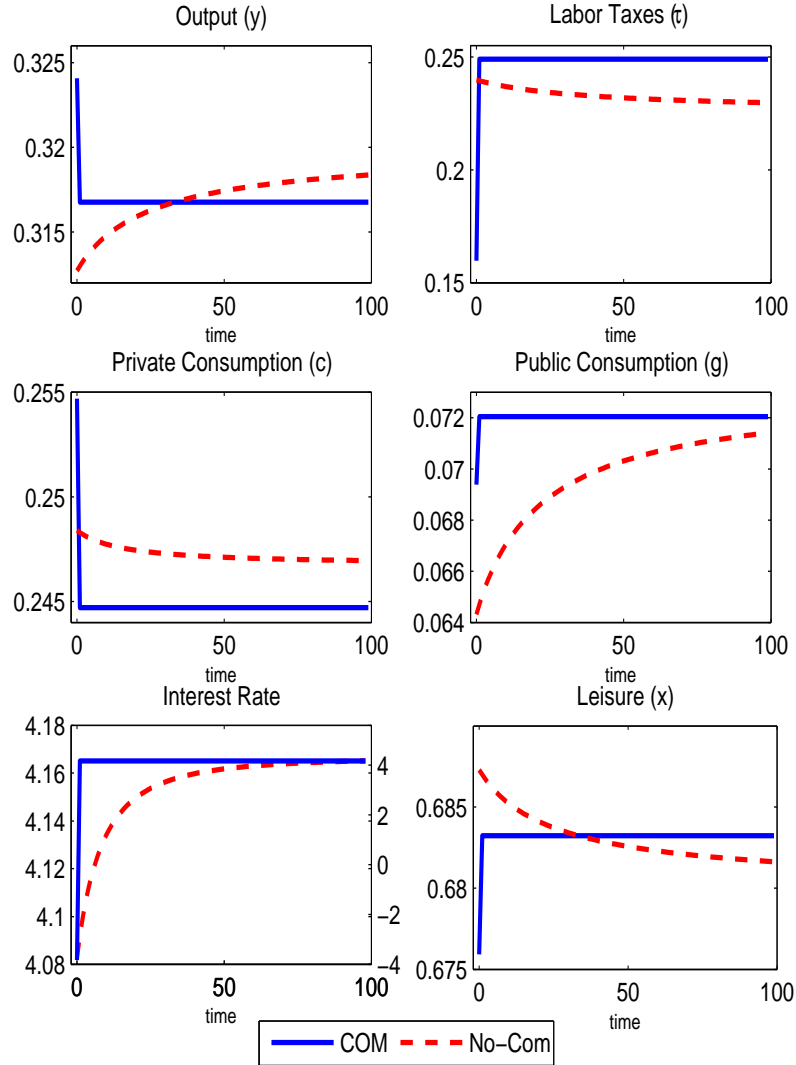 Output (y)
0.325
0.32
0.315
0 50 100
time
Labor Taxes (τ)
0.25
0.2
0.15
0 50 100
time
Private Consumption (c)
0.255
0.25
0.245
0 50 100
time
Public Consumption (g)
0.072
0.07
0.068
0.066
0.064
0 50 100
time
Interest Rate
4.18
4.16
4.14
4.12
4.1
4.08
4
2
0
−2
−4
0 50 100
time
Leisure (x)
0.685
0.68
0.675
0 50 100
time
COM No−Com